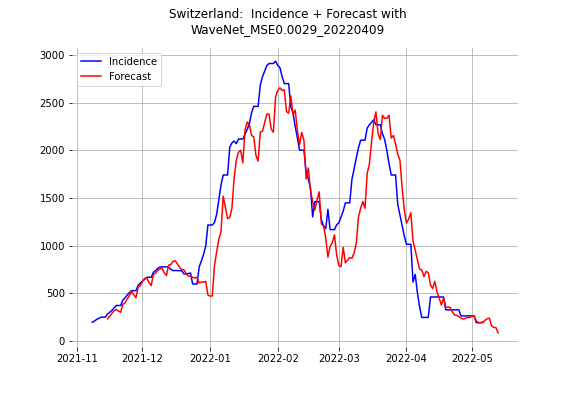 Switzerland:  Incidence + Forecast with
WaveNet_MSE0.0029_20220409
3000
2500
2000
1500
1000
500
0
Incidence
Forecast
2021-11 2021-12 2022-01 2022-02 2022-03 2022-04 2022-05